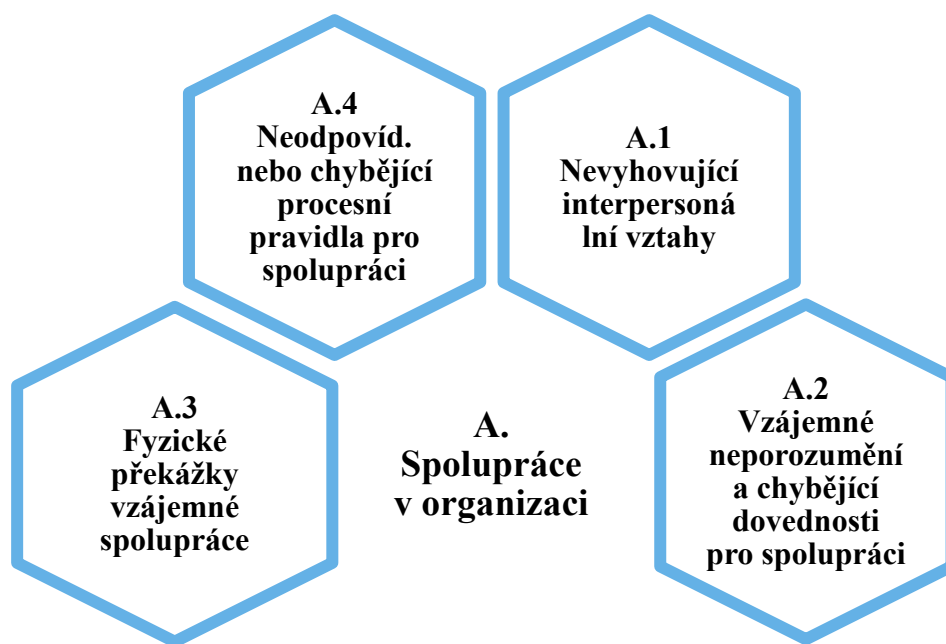 A.4
Neodpovíd.
nebo chybějící
procesní
pravidla pro
spolupráci
A.1
Nevyhovující
interpersoná
lní vztahy
A.3
Fyzické
překážky
vzájemné
spolupráce
A.
Spolupráce
v organizaci
A.2
Vzájemné
neporozumění
a chybějící
dovednosti
pro spolupráci